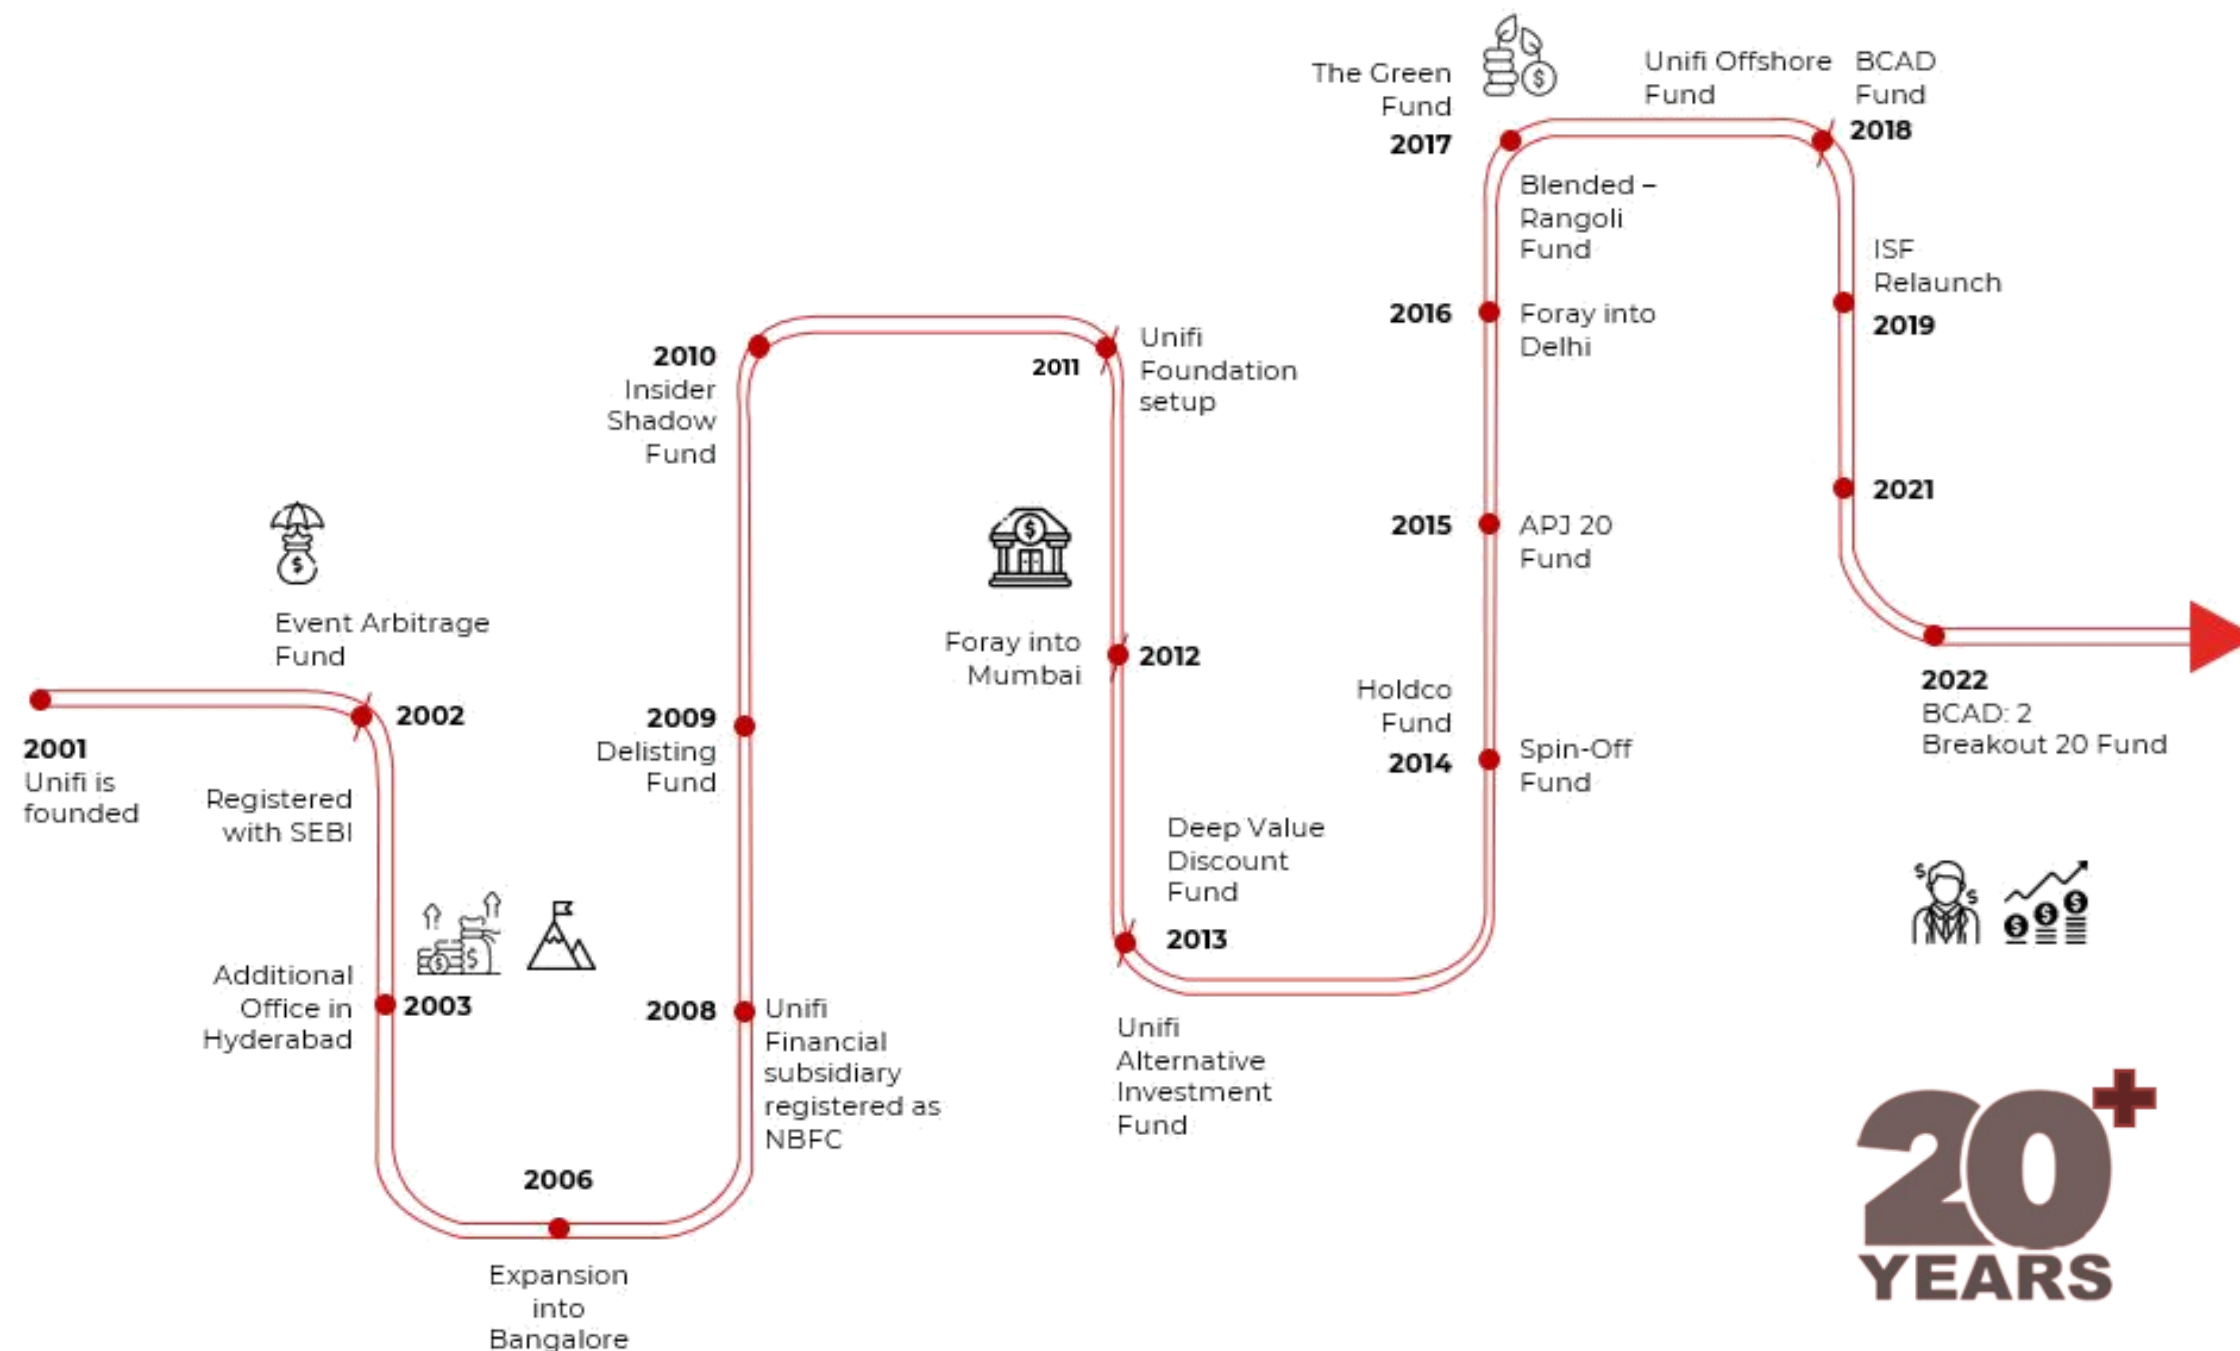 2001
Unifi is
founded
Event Arbitrage
Fund
2002
Registered
with SEBI
Additional
Office in
Hyderabad
2003
2006
Expansion
into
Bangalore
2008
Unifi
Financial
subsidiary
registered as
NBFC
2009
Delisting
Fund
2010
Insider
Shadow
Fund
2011
Unifi
Foundation
setup
Foray into
Mumbai
2012
Deep Value
Discount
Fund
2013
Unifi
Alternative
Investment
Fund
Holdco
Fund
2014
Spin-Off
Fund
2015
APJ 20
Fund
2016
Foray into
Delhi
The Green
Fund
2017
Blended –
Rangoli
Fund
Unifi Offshore
Fund
BCAD
Fund
2018
ISF
Relaunch
2019
2021
2022
BCAD: 2
Breakout 20 Fund
20+
YEARS